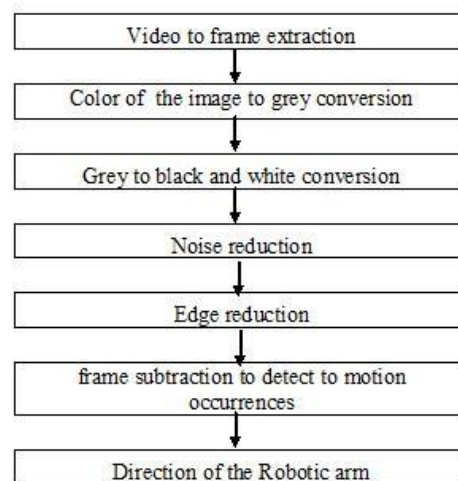 Video to frame extraction
Color of the image to grey conversion
Grey to black and white conversion
Noise reduction
Edge reduction
frame subtraction to detect to motion
occurrences
Direction of the Robotic arm